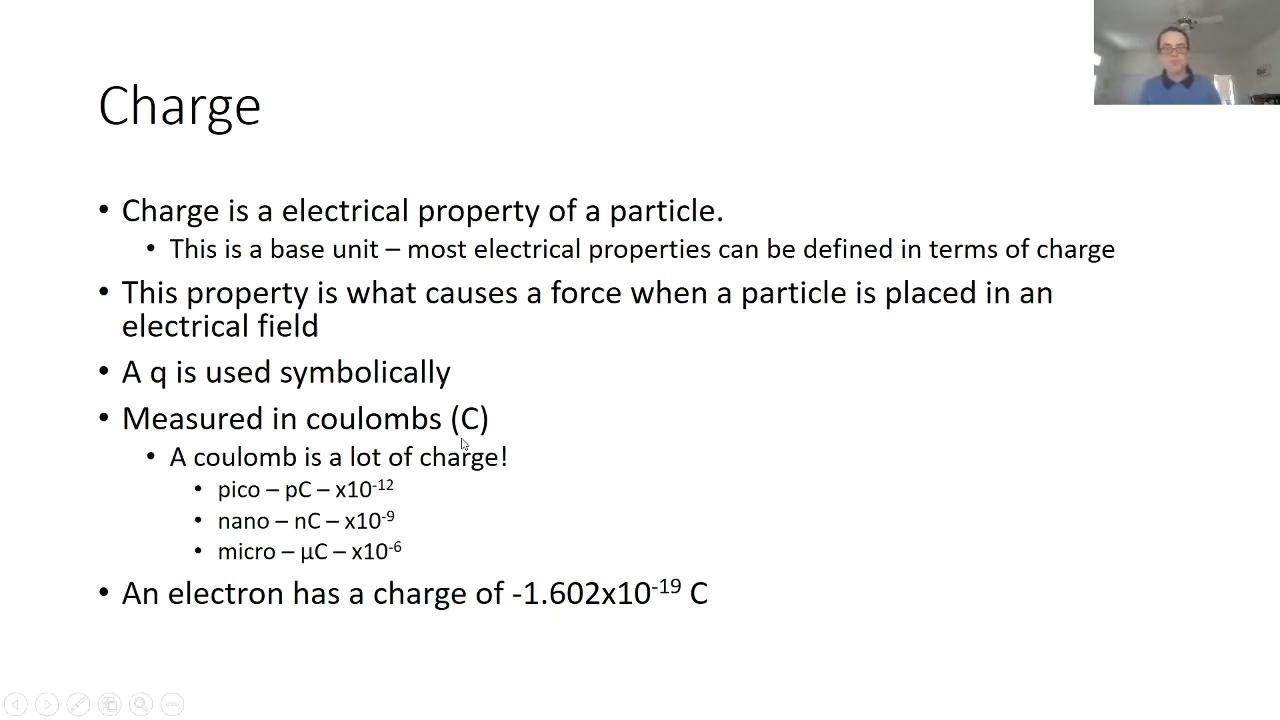 Charge
• Charge is a electrical property of a particle.
• This is a base unit – most electrical properties can be defined in terms of charge
• This property is what causes a force when a particle is placed in an
electrical field
• A q is used symbolically
• Measured in coulombs (C)
• A coulomb is a lot of charge!
• pico – pC – x10⁻¹²
• nano – nC – x10⁻⁹
• micro – µC – x10⁻⁶
• An electron has a charge of -1.602x10⁻¹⁹ C